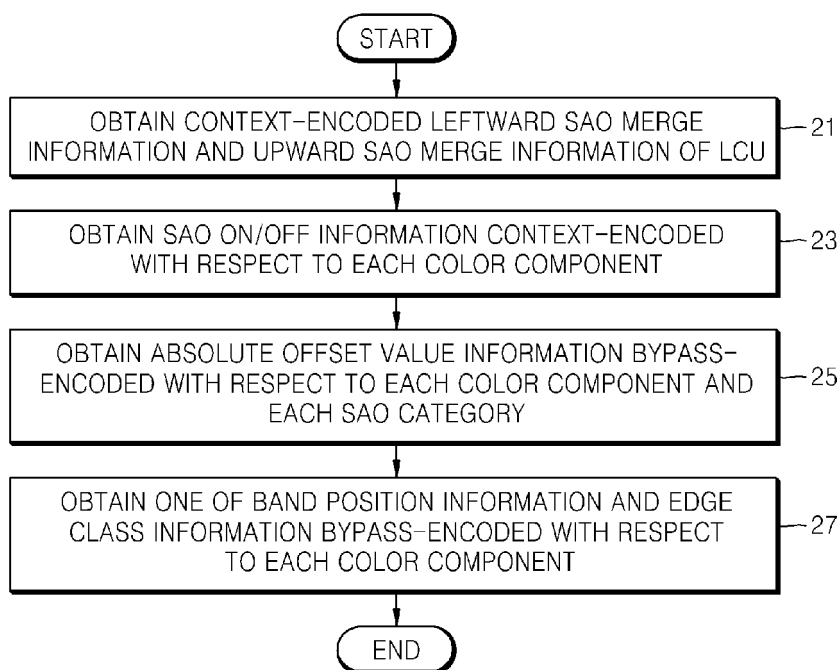 START
OBTAIN CONTEXT-ENCODED LEFTWARD SAO MERGE
INFORMATION AND UPWARD SAO MERGE INFORMATION OF LCU
21
OBTAIN SAO ON/OFF INFORMATION CONTEXT-ENCODED
WITH RESPECT TO EACH COLOR COMPONENT
23
OBTAIN ABSOLUTE OFFSET VALUE INFORMATION BYPASS-
ENCODED WITH RESPECT TO EACH COLOR COMPONENT AND
EACH SAO CATEGORY
25
OBTAIN ONE OF BAND POSITION INFORMATION AND EDGE
CLASS INFORMATION BYPASS-ENCODED WITH RESPECT
TO EACH COLOR COMPONENT
27
END